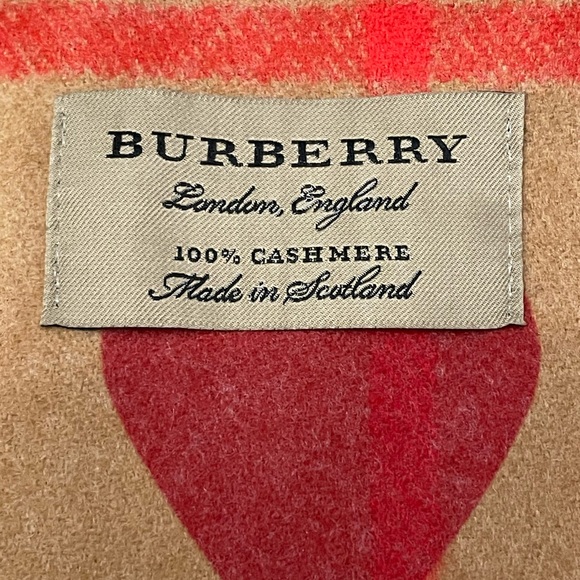 BURBERRY
London, England
100% CASHMERE
Made in Scotland